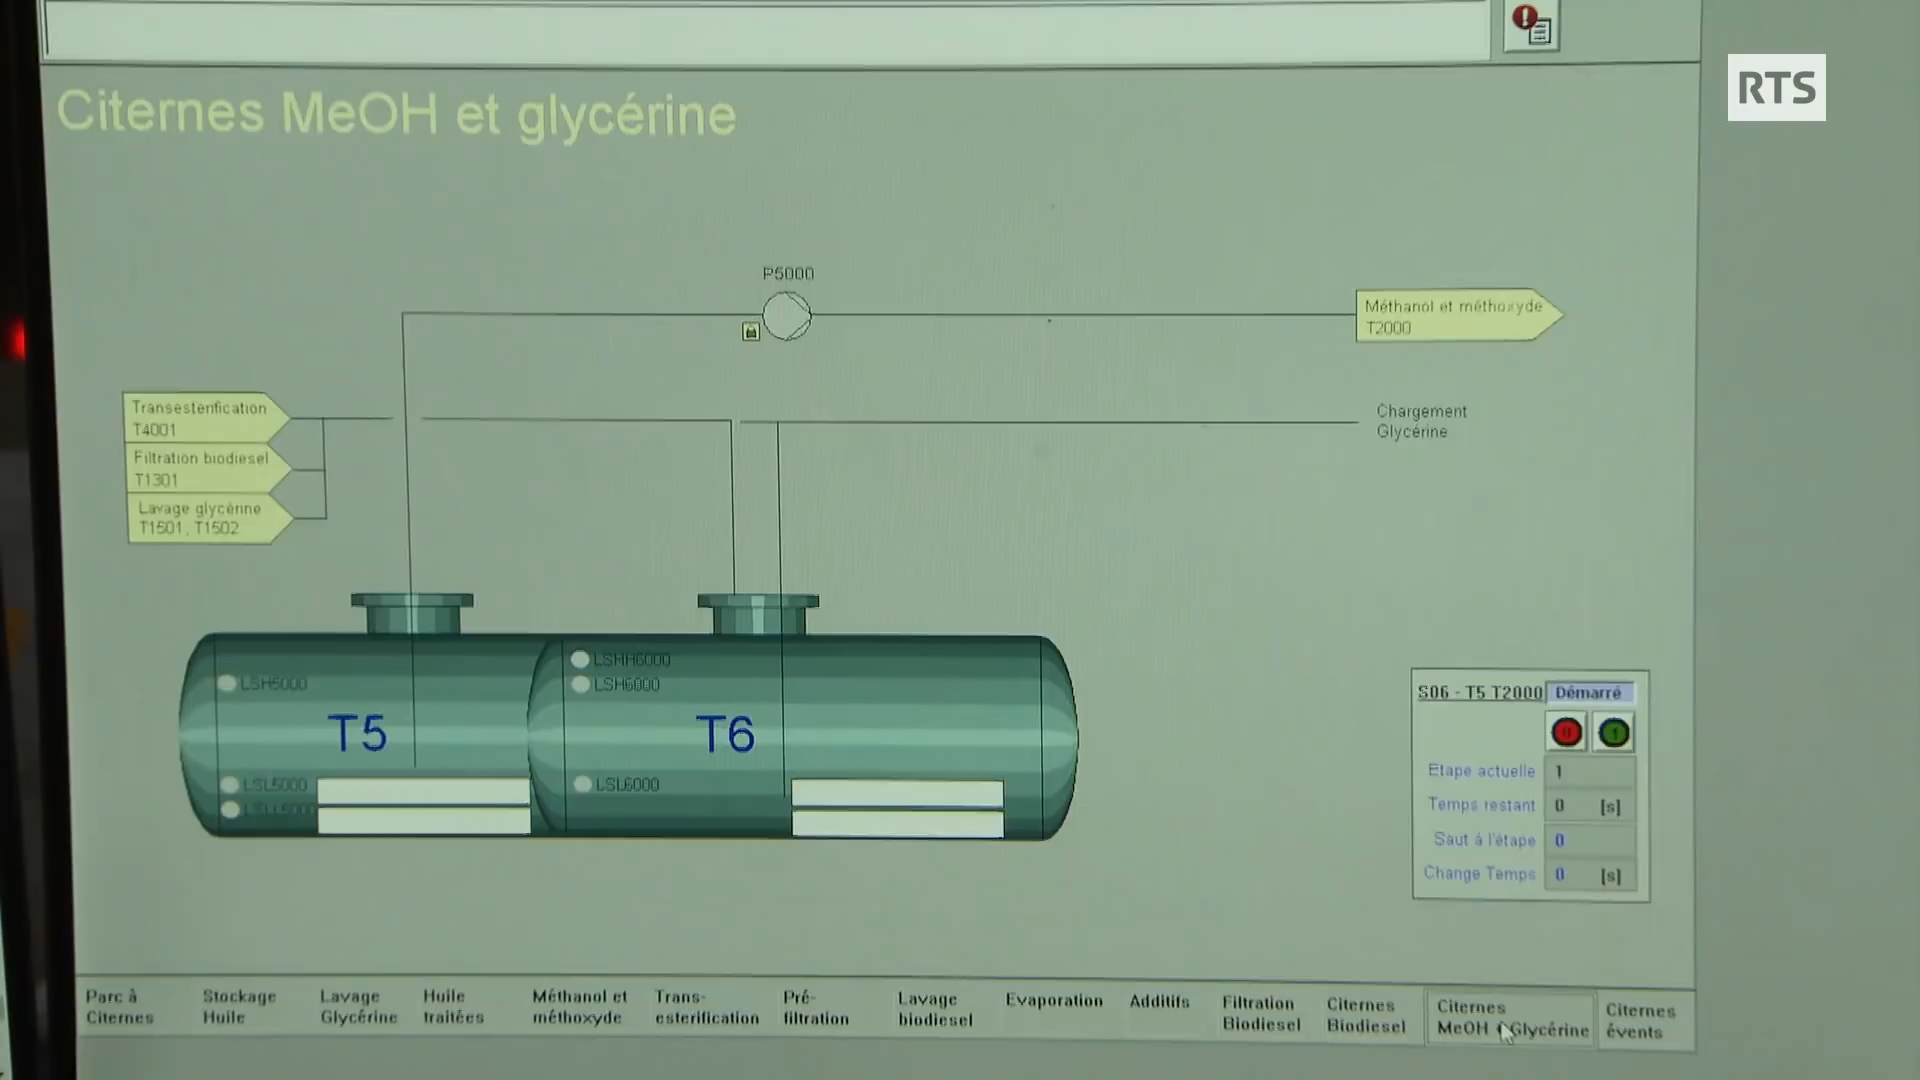 RTS
Citernes MeOH et glycérine
P5000
Méthanol et méthoxyde
T2000
Transesterification
T4001
Filtration biodiesel
T1301
Lavage glycérine
T1501, T1502
Chargement
Glycérine
LSH5000
T5
LSL5000
LSLL5000
LSHH6000
LSH6000
T6
LSL6000
S06 - T5 T2000 Démarré
0 1
Etape actuelle 1
Temps restant 0 [s]
Saut à l'étape 0
Change Temps 0 [s]
Parc à
Citernes
Stockage
Huile
Lavage
Glycérine
Huile
traitées
Méthanol et
méthoxyde
Trans-
esterification
Pré-
filtration
Lavage
biodiesel
Evaporation
Additifs
Filtration
Biodiesel
Citernes
Biodiesel
Citernes
MeOH Glycérine
Citernes
évents